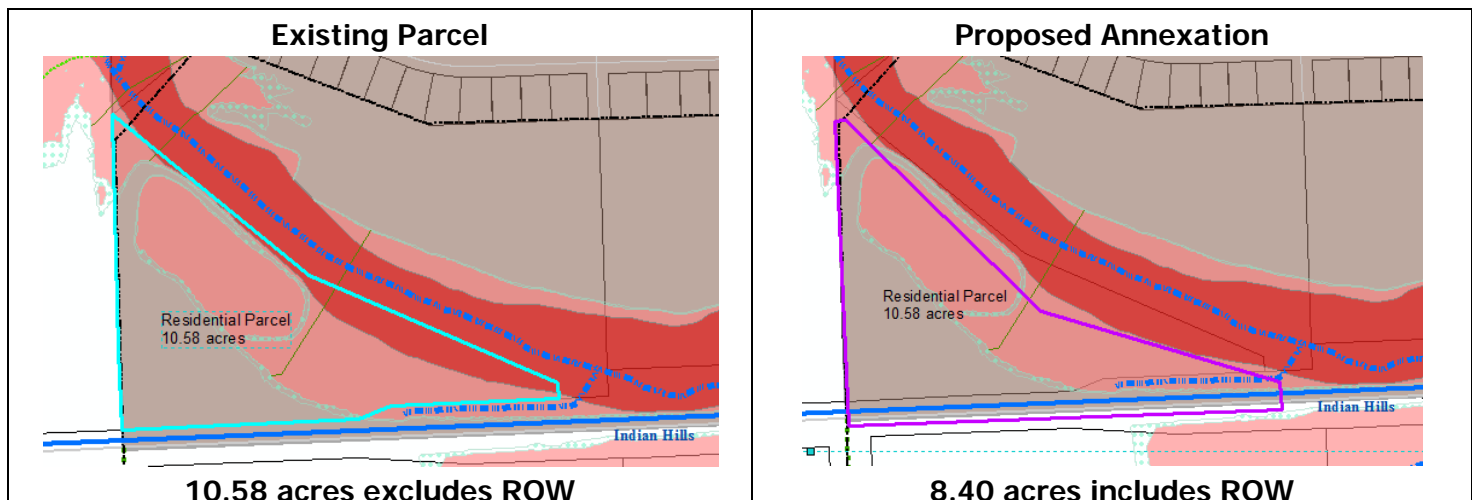 Existing Parcel
Residential Parcel
10.58 acres
Indian Hills
10.58 acres excludes ROW
Proposed Annexation
Residential Parcel
10.58 acres
Indian Hills
8.40 acres includes ROW